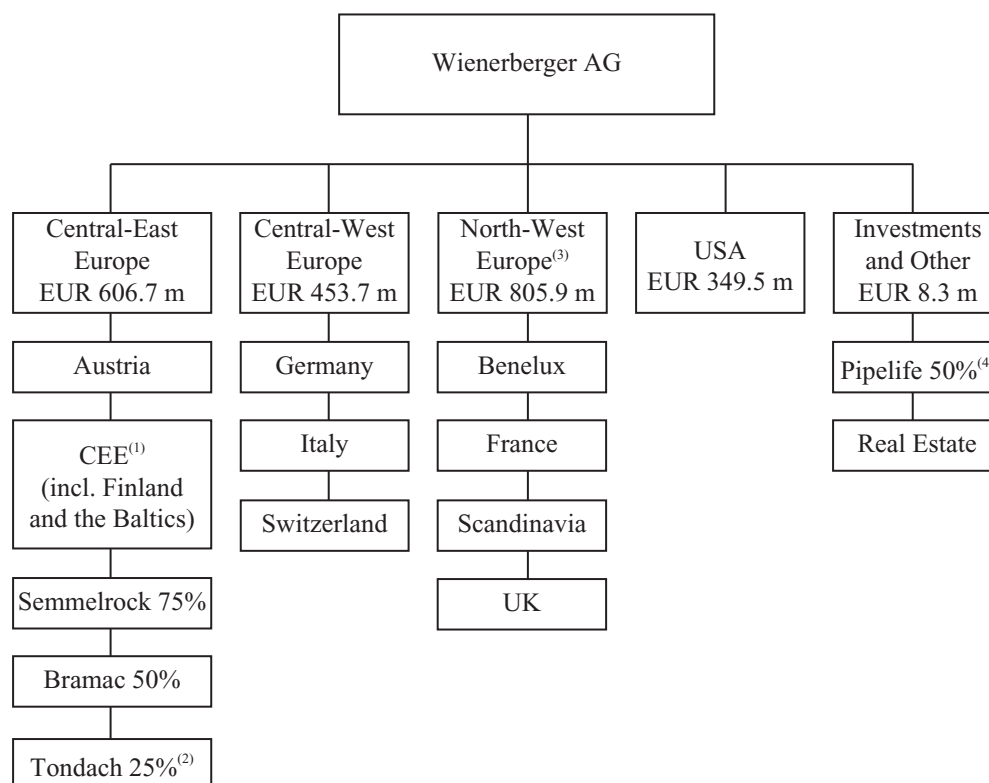 Wienerberger AG
Central-East
Europe
EUR 606.7 m
Central-West
Europe
EUR 453.7 m
North-West
Europe(3)
EUR 805.9 m
USA
EUR 349.5 m
Investments
and Other
EUR 8.3 m
Austria
CEE(1)
(incl. Finland
and the Baltics)
Semmelrock 75%
Bramac 50%
Tondach 25%(2)
Germany
Italy
Switzerland
Benelux
France
Scandinavia
UK
Pipelife 50%(4
Real Estate